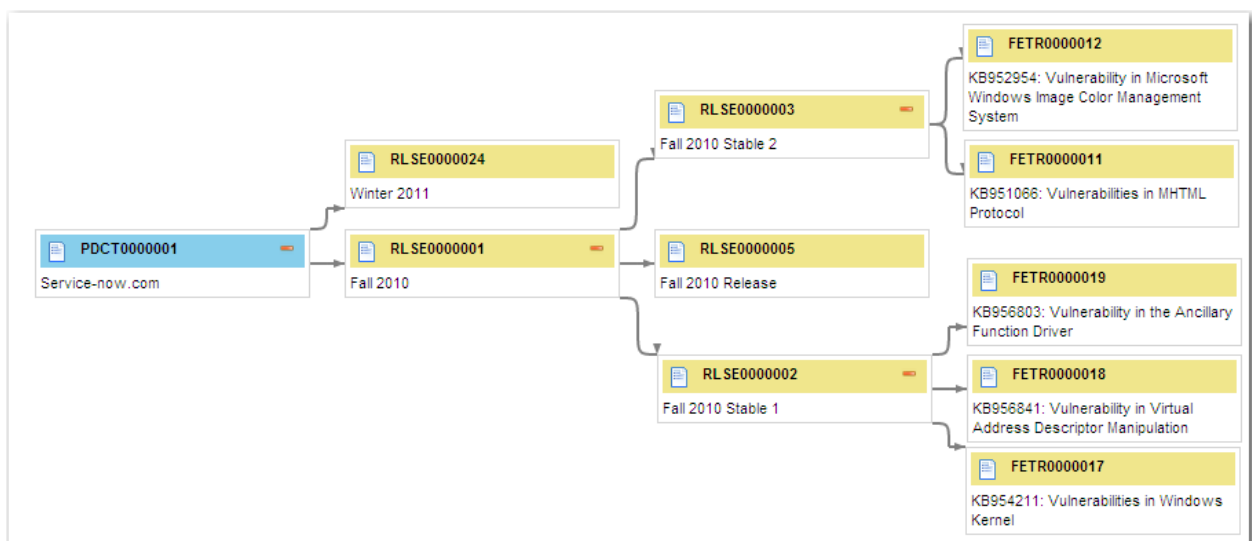 PDCT0000001
Service-now.com
RLSE0000024
Winter 2011
RLSE0000001
Fall 2010
RLSE0000003
Fall 2010 Stable 2
RLSE0000005
Fall 2010 Release
RLSE0000002
Fall 2010 Stable 1
FETR0000012
KB952954: Vulnerability in Microsoft
Windows Image Color Management
System
FETR0000011
KB951066: Vulnerabilities in MHTML
Protocol
FETR0000019
KB956803: Vulnerability in the Ancillary
Function Driver
FETR0000018
KB956841: Vulnerability in Virtual
Address Descriptor Manipulation
FETR0000017
KB954211: Vulnerabilities in Windows
Kernel